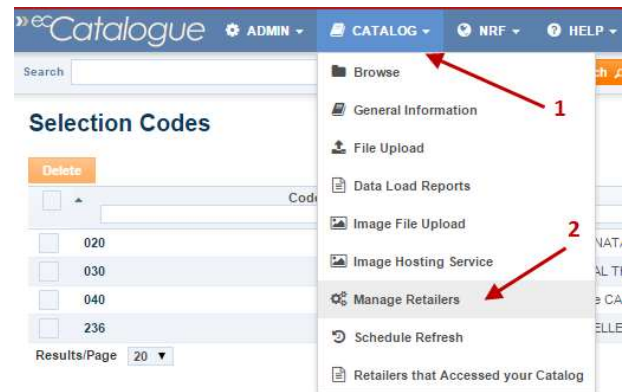 »ecCatalogue ADMIN CATALOG NRF HELP
Search
Browse
General Information
1
Selection Codes
File Upload
Delete
Data Load Reports
Image File Upload
2
020
Image Hosting Service
030
Manage Retailers
040
236
Schedule Refresh
Results/Page 20
Retailers that Accessed your Catalog